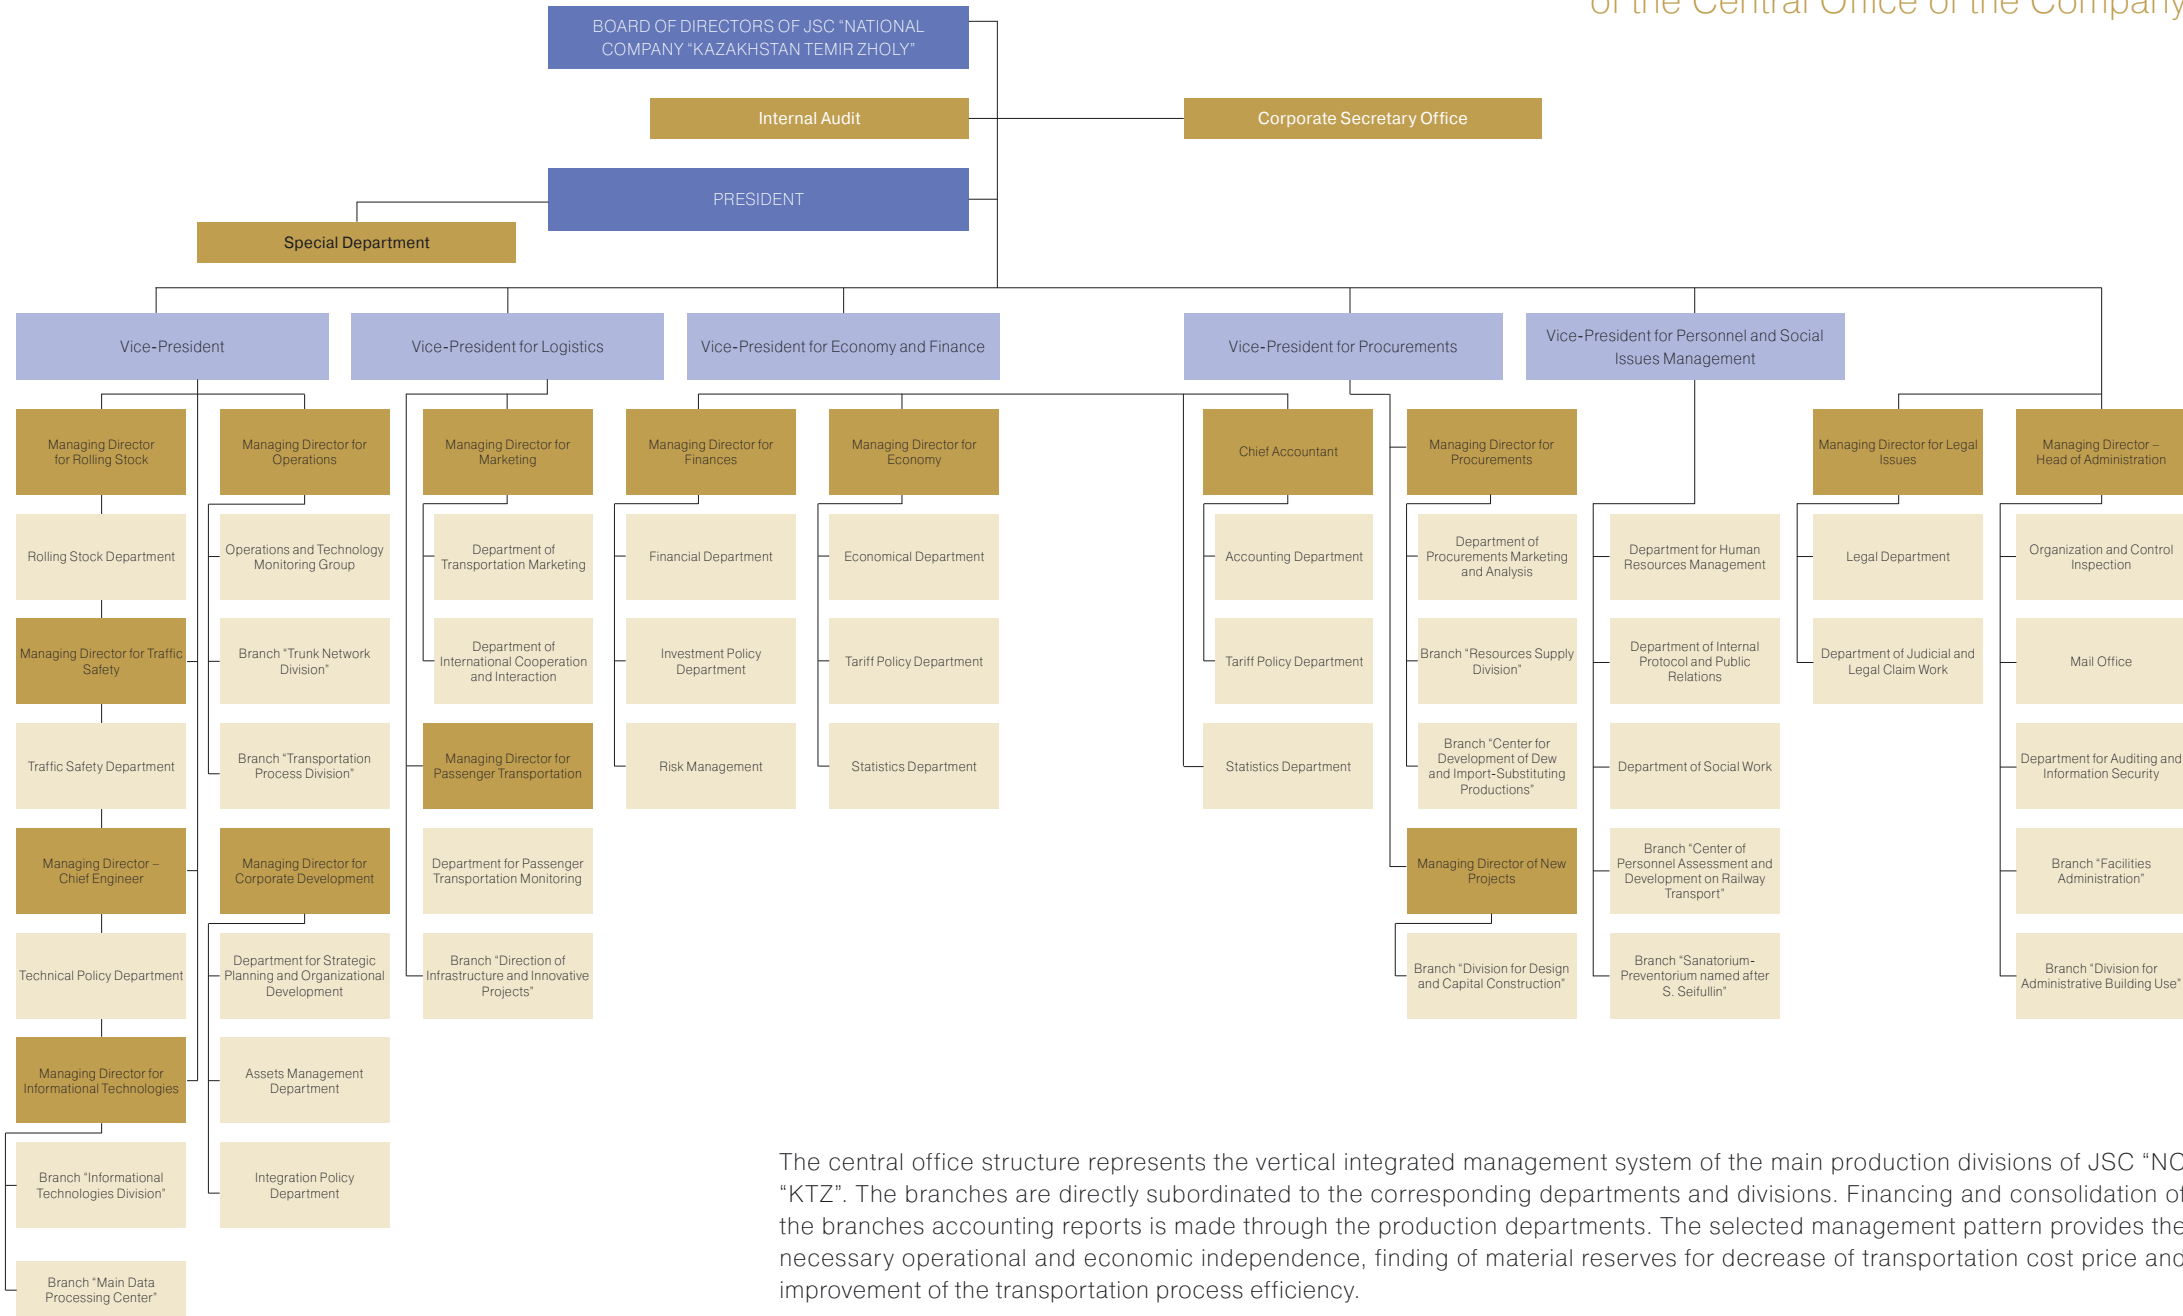 of the Central Office of the Company
BOARD OF DIRECTORS OF JSC “NATIONAL
COMPANY “KAZAKHSTAN TEMIR ZHOLY”
Internal Audit
Corporate Secretary Office
PRESIDENT
Special Department
Vice-President
Vice-President for Logistics
Vice-President for Economy and Finance
Vice-President for Procurements
Vice-President for Personnel and Social
Issues Management
Managing Director
for Rolling Stock
Managing Director for
Operations
Managing Director for
Marketing
Managing Director for
Finances
Managing Director for
Economy
Chief Accountant
Managing Director for
Procurements
Managing Director for Legal
Issues
Managing Director –
Head of Administration
Rolling Stock Department
Operations and Technology
Monitoring Group
Department of
Transportation Marketing
Financial Department
Economical Department
Accounting Department
Department of
Procurements Marketing
and Analysis
Department for Human
Resources Management
Legal Department
Organization and Control
Inspection
Managing Director for Traffic
Safety
Branch “Trunk Network
Division”
Department of
International Cooperation
and Interaction
Investment Policy
Department
Tariff Policy Department
Tariff Policy Department
Branch “Resources Supply
Division”
Department of Internal
Protocol and Public
Relations
Department of Judicial and
Legal Claim Work
Mail Office
Traffic Safety Department
Branch “Transportation
Process Division”
Managing Director for
Passenger Transportation
Risk Management
Statistics Department
Statistics Department
Branch “Center for
Development of Dew
and Import-Substituting
Productions”
Department of Social Work
Department for Auditing and
Information Security
Managing Director –
Chief Engineer
Managing Director for
Corporate Development
Department for Passenger
Transportation Monitoring
Managing Director of New
Projects
Branch “Center of
Personnel Assessment and
Development on Railway
Transport”
Branch “Facilities
Administration”
Technical Policy Department
Department for Strategic
Planning and Organizational
Development
Branch “Direction of
Infrastructure and Innovative
Projects”
Branch “Division for Design
and Capital Construction”
Branch “Sanatorium-
Preventorium named after
S. Seifullin”
Branch “Division for
Administrative Building Use”
Managing Director for
Informational Technologies
Assets Management
Department
Branch “Informational
Technologies Division”
Integration Policy
Department
Branch “Main Data
Processing Center”
The central office structure represents the vertical integrated management system of the main production divisions of JSC “NC
“KTZ”. The branches are directly subordinated to the corresponding departments and divisions. Financing and consolidation of
the branches accounting reports is made through the production departments. The selected management pattern provides the
necessary operational and economic independence, finding of material reserves for decrease of transportation cost price and
improvement of the transportation process efficiency.